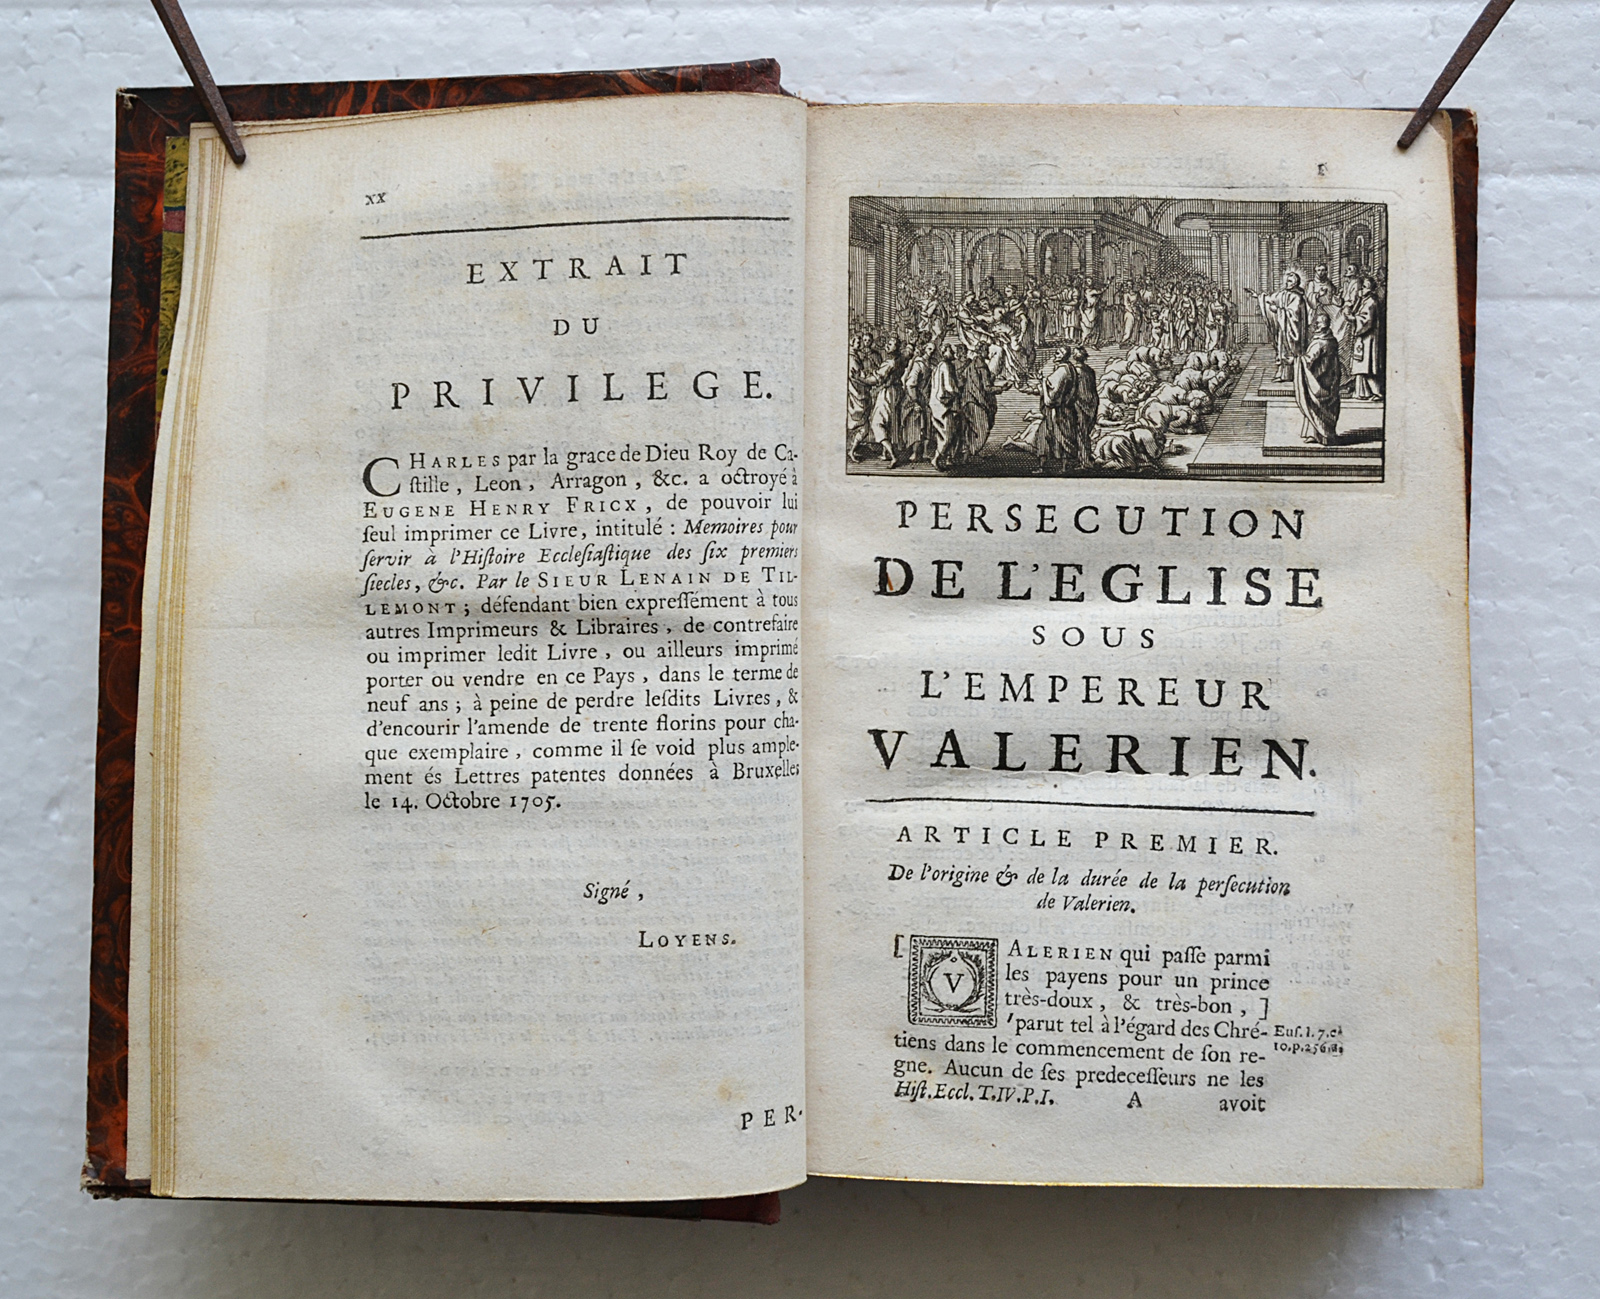 xx
EXTRAIT
DU
PRIVILEGE.
CHARLES par la grace de Dieu Roy de Ca-
ſtille, Leon, Arragon, &c. a octroyé à
EUGENE HENRY FRICX, de pouvoir lui
ſeul imprimer ce Livre, intitulé : Memoires pour
ſervir à l'Hiſtoire Eccleſiaſtique des ſix premiers
ſiecles, &c. Par le SIEUR LENAIN DE TIL-
LEMONT; défendant bien expreſſément à tous
autres Imprimeurs & Libraires, de contrefaire
ou imprimer ledit Livre, ou ailleurs imprimé
porter ou vendre en ce Pays, dans le terme de
neuf ans; à peine de perdre leſdits Livres, &
d'encourir l'amende de trente florins pour cha-
que exemplaire, comme il ſe void plus ample-
ment és Lettres patentes données à Bruxelles
le 14. Octobre 1705.
Signé,
LOYENS.
PER-
PERSECUTION
DE L'EGLISE
SOUS
L'EMPEREUR
VALERIEN.
ARTICLE PREMIER.
De l'origine & de la durée de la perſecution
de Valerien.
[VALERIEN qui paſſe parmi
les payens pour un prince
très-doux, & très-bon,]
'parut tel à l'égard des Chré-
tiens dans le commencement de ſon re-
gne. Aucun de ſes predeceſſeurs ne les
Euſ. l. 7. c.
10. p. 256.
Hiſt. Eccl. T. IV. P. I. A avoit